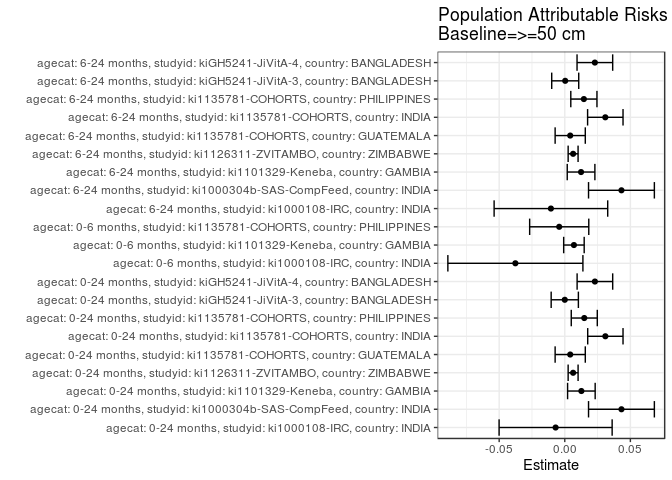 Population Attributable Risks
Baseline=>=50 cm
agecat: 6-24 months, studyid: kiGH5241-JiVitA-4, country: BANGLADESH
agecat: 6-24 months, studyid: kiGH5241-JiVitA-3, country: BANGLADESH
agecat: 6-24 months, studyid: ki1135781-COHORTS, country: PHILIPPINES
agecat: 6-24 months, studyid: ki1135781-COHORTS, country: INDIA
agecat: 6-24 months, studyid: ki1135781-COHORTS, country: GUATEMALA
agecat: 6-24 months, studyid: ki1126311-ZVITAMBO, country: ZIMBABWE
agecat: 6-24 months, studyid: ki1101329-Keneba, country: GAMBIA
agecat: 6-24 months, studyid: ki1000304b-SAS-CompFeed, country: INDIA
agecat: 6-24 months, studyid: ki1000108-IRC, country: INDIA
agecat: 0-6 months, studyid: ki1135781-COHORTS, country: PHILIPPINES
agecat: 0-6 months, studyid: ki1101329-Keneba, country: GAMBIA
agecat: 0-6 months, studyid: ki1000108-IRC, country: INDIA
agecat: 0-24 months, studyid: kiGH5241-JiVitA-4, country: BANGLADESH
agecat: 0-24 months, studyid: kiGH5241-JiVitA-3, country: BANGLADESH
agecat: 0-24 months, studyid: ki1135781-COHORTS, country: PHILIPPINES
agecat: 0-24 months, studyid: ki1135781-COHORTS, country: INDIA
agecat: 0-24 months, studyid: ki1135781-COHORTS, country: GUATEMALA
agecat: 0-24 months, studyid: ki1126311-ZVITAMBO, country: ZIMBABWE
agecat: 0-24 months, studyid: ki1101329-Keneba, country: GAMBIA
agecat: 0-24 months, studyid: ki1000304b-SAS-CompFeed, country: INDIA
agecat: 0-24 months, studyid: ki1000108-IRC, country: INDIA
-0.05 0.00 0.05
Estimate